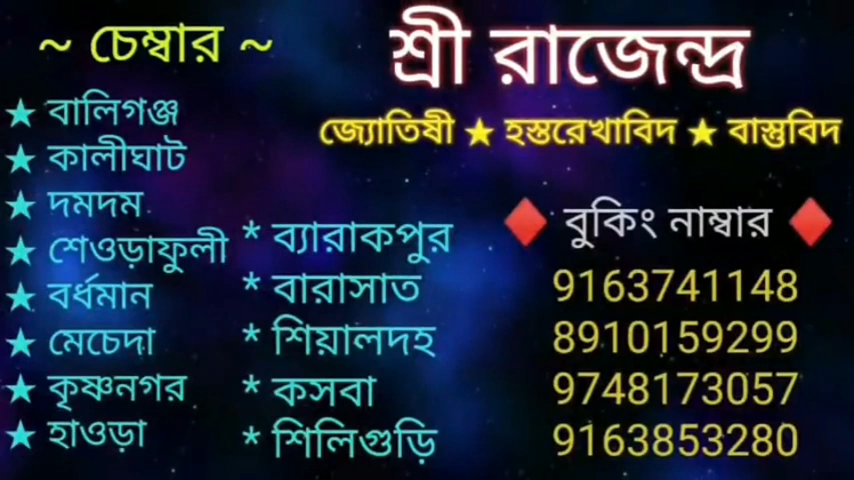 ~ চেম্বার ~
★ বালিগঞ্জ
★ কালীঘাট
★ দমদম
★ শেওড়াফুলী
★ বর্ধমান
★ মেচেদা
★ কৃষ্ণনগর
★ হাওড়া
* ব্যারাকপুর
* বারাসাত
* শিয়ালদহ
* কসবা
* শিলিগুড়ি
শ্রী রাজেন্দ্র
জ্যোতিষী ★ হস্তরেখাবিদ ★ বাস্তুবিদ
♦ বুকিং নাম্বার ♦
9163741148
8910159299
9748173057
9163853280